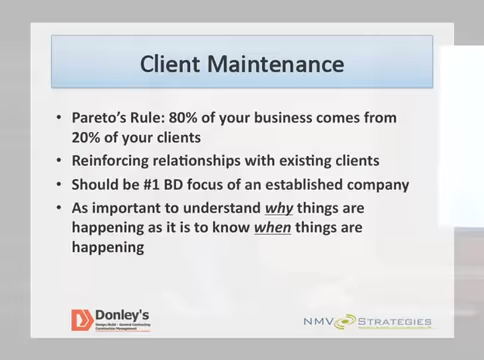 Client Maintenance
• Pareto's Rule: 80% of your business comes from
20% of your clients
• Reinforcing relationships with existing clients
• Should be #1 BD focus of an established company
• As important to understand why things are
happening as it is to know when things are
happening
Donley's
Design/Build • General Contracting
Construction Management
NMV STRATEGIES